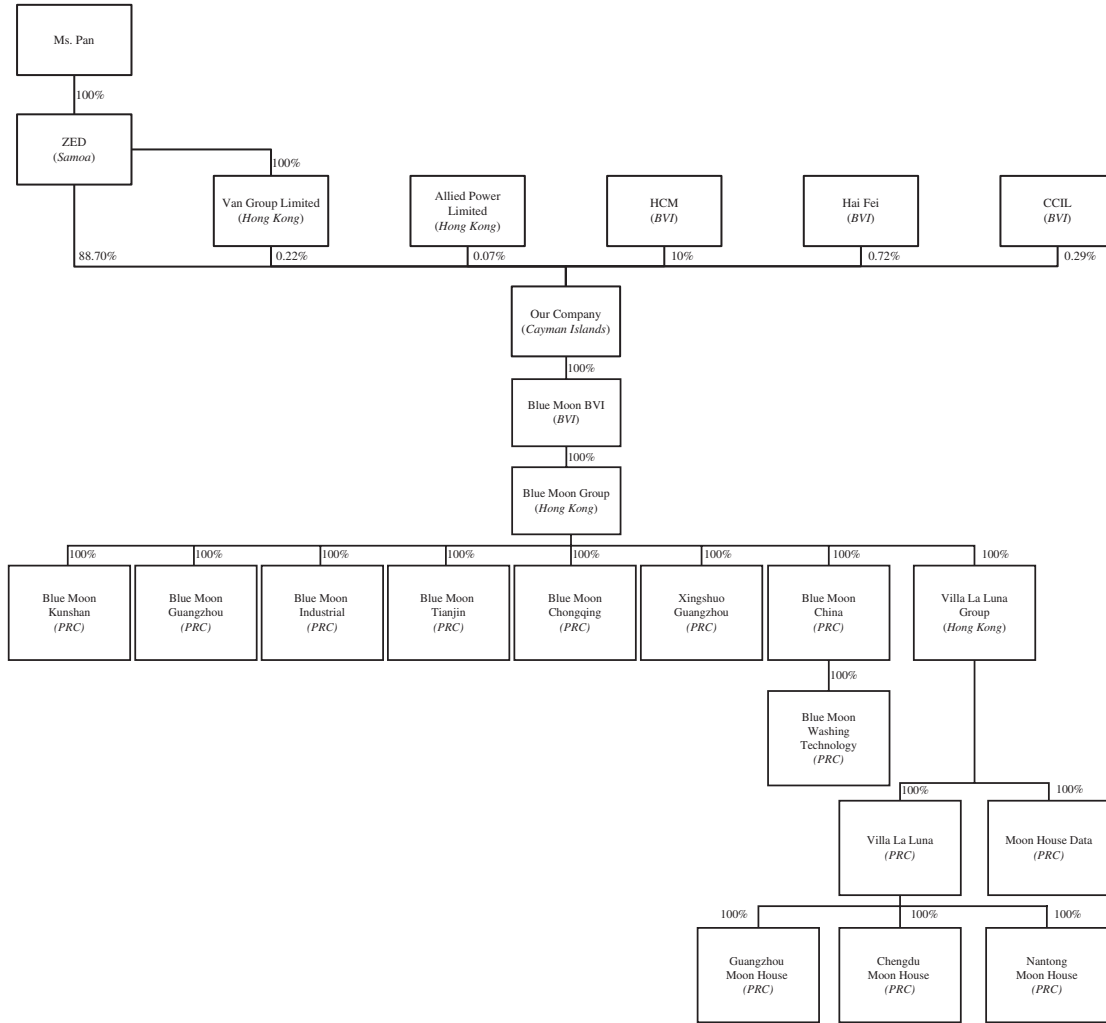 Ms. Pan
100%
ZED
(Samoa)
100%
Van Group Limited
(Hong Kong)
Allied Power
Limited
(Hong Kong)
HCM
(BVI)
Hai Fei
(BVI)
CCIL
(BVI)
88.70%
0.22%
0.07%
10%
0.72%
0.29%
Our Company
(Cayman Islands)
100%
Blue Moon BVI
(BVI)
100%
Blue Moon Group
(Hong Kong)
100%
100%
100%
100%
100%
100%
100%
100%
Blue Moon
Kunshan
(PRC)
Blue Moon
Guangzhou
(PRC)
Blue Moon
Industrial
(PRC)
Blue Moon
Tianjin
(PRC)
Blue Moon
Chongqing
(PRC)
Xingshuo
Guangzhou
(PRC)
Blue Moon
China
(PRC)
Villa La Luna
Group
(Hong Kong)
100%
Blue Moon
Washing
Technology
(PRC)
100%
100%
Villa La Luna
(PRC)
Moon House Data
(PRC)
100%
100%
100%
Guangzhou
Moon House
(PRC)
Chengdu
Moon House
(PRC)
Nantong
Moon House
(PRC)